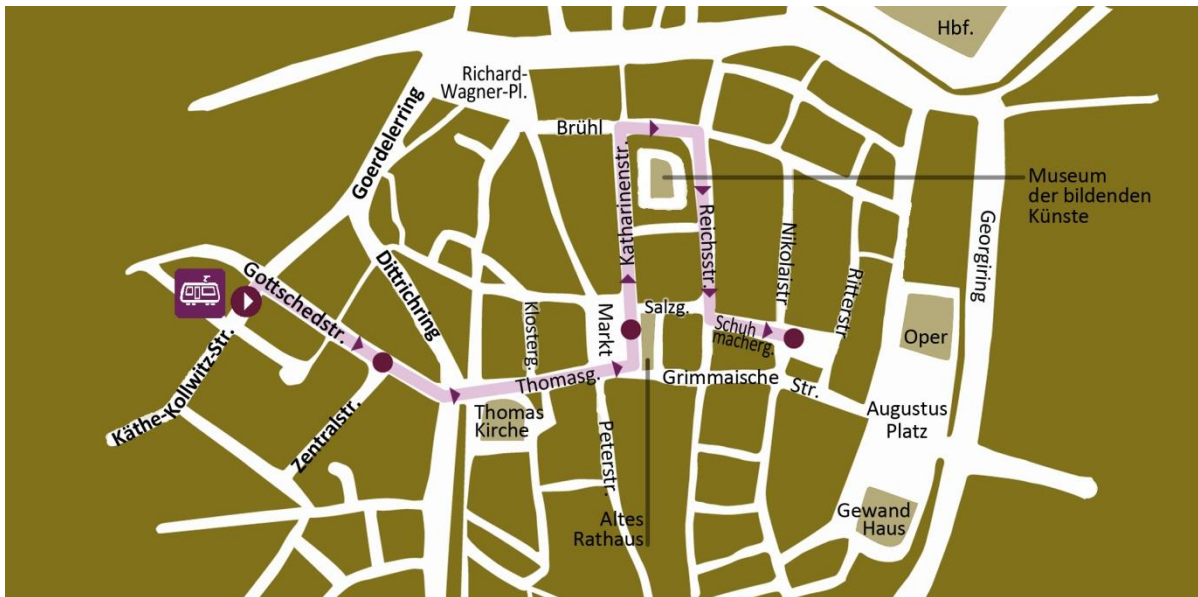 Hbf.
Richard-
Wagner-Pl.
Brühl
Goerdelerring
Katharinenstr.
Reichsstr.
Museum
der bildenden
Künste
Georgiring
Nikolaistr
Ritterstr
Gottschedstr.
Dittrichring
Klosterg.
Markt
Salzg.
Schuh
macherg.
Oper
Käthe-Kollwitz-Str.
Thomasg.
Grimmaische
Str.
Zentralstr.
Thomas
Kirche
Peterstr.
Augustus
Platz
Altes
Rathaus
Gewand
Haus